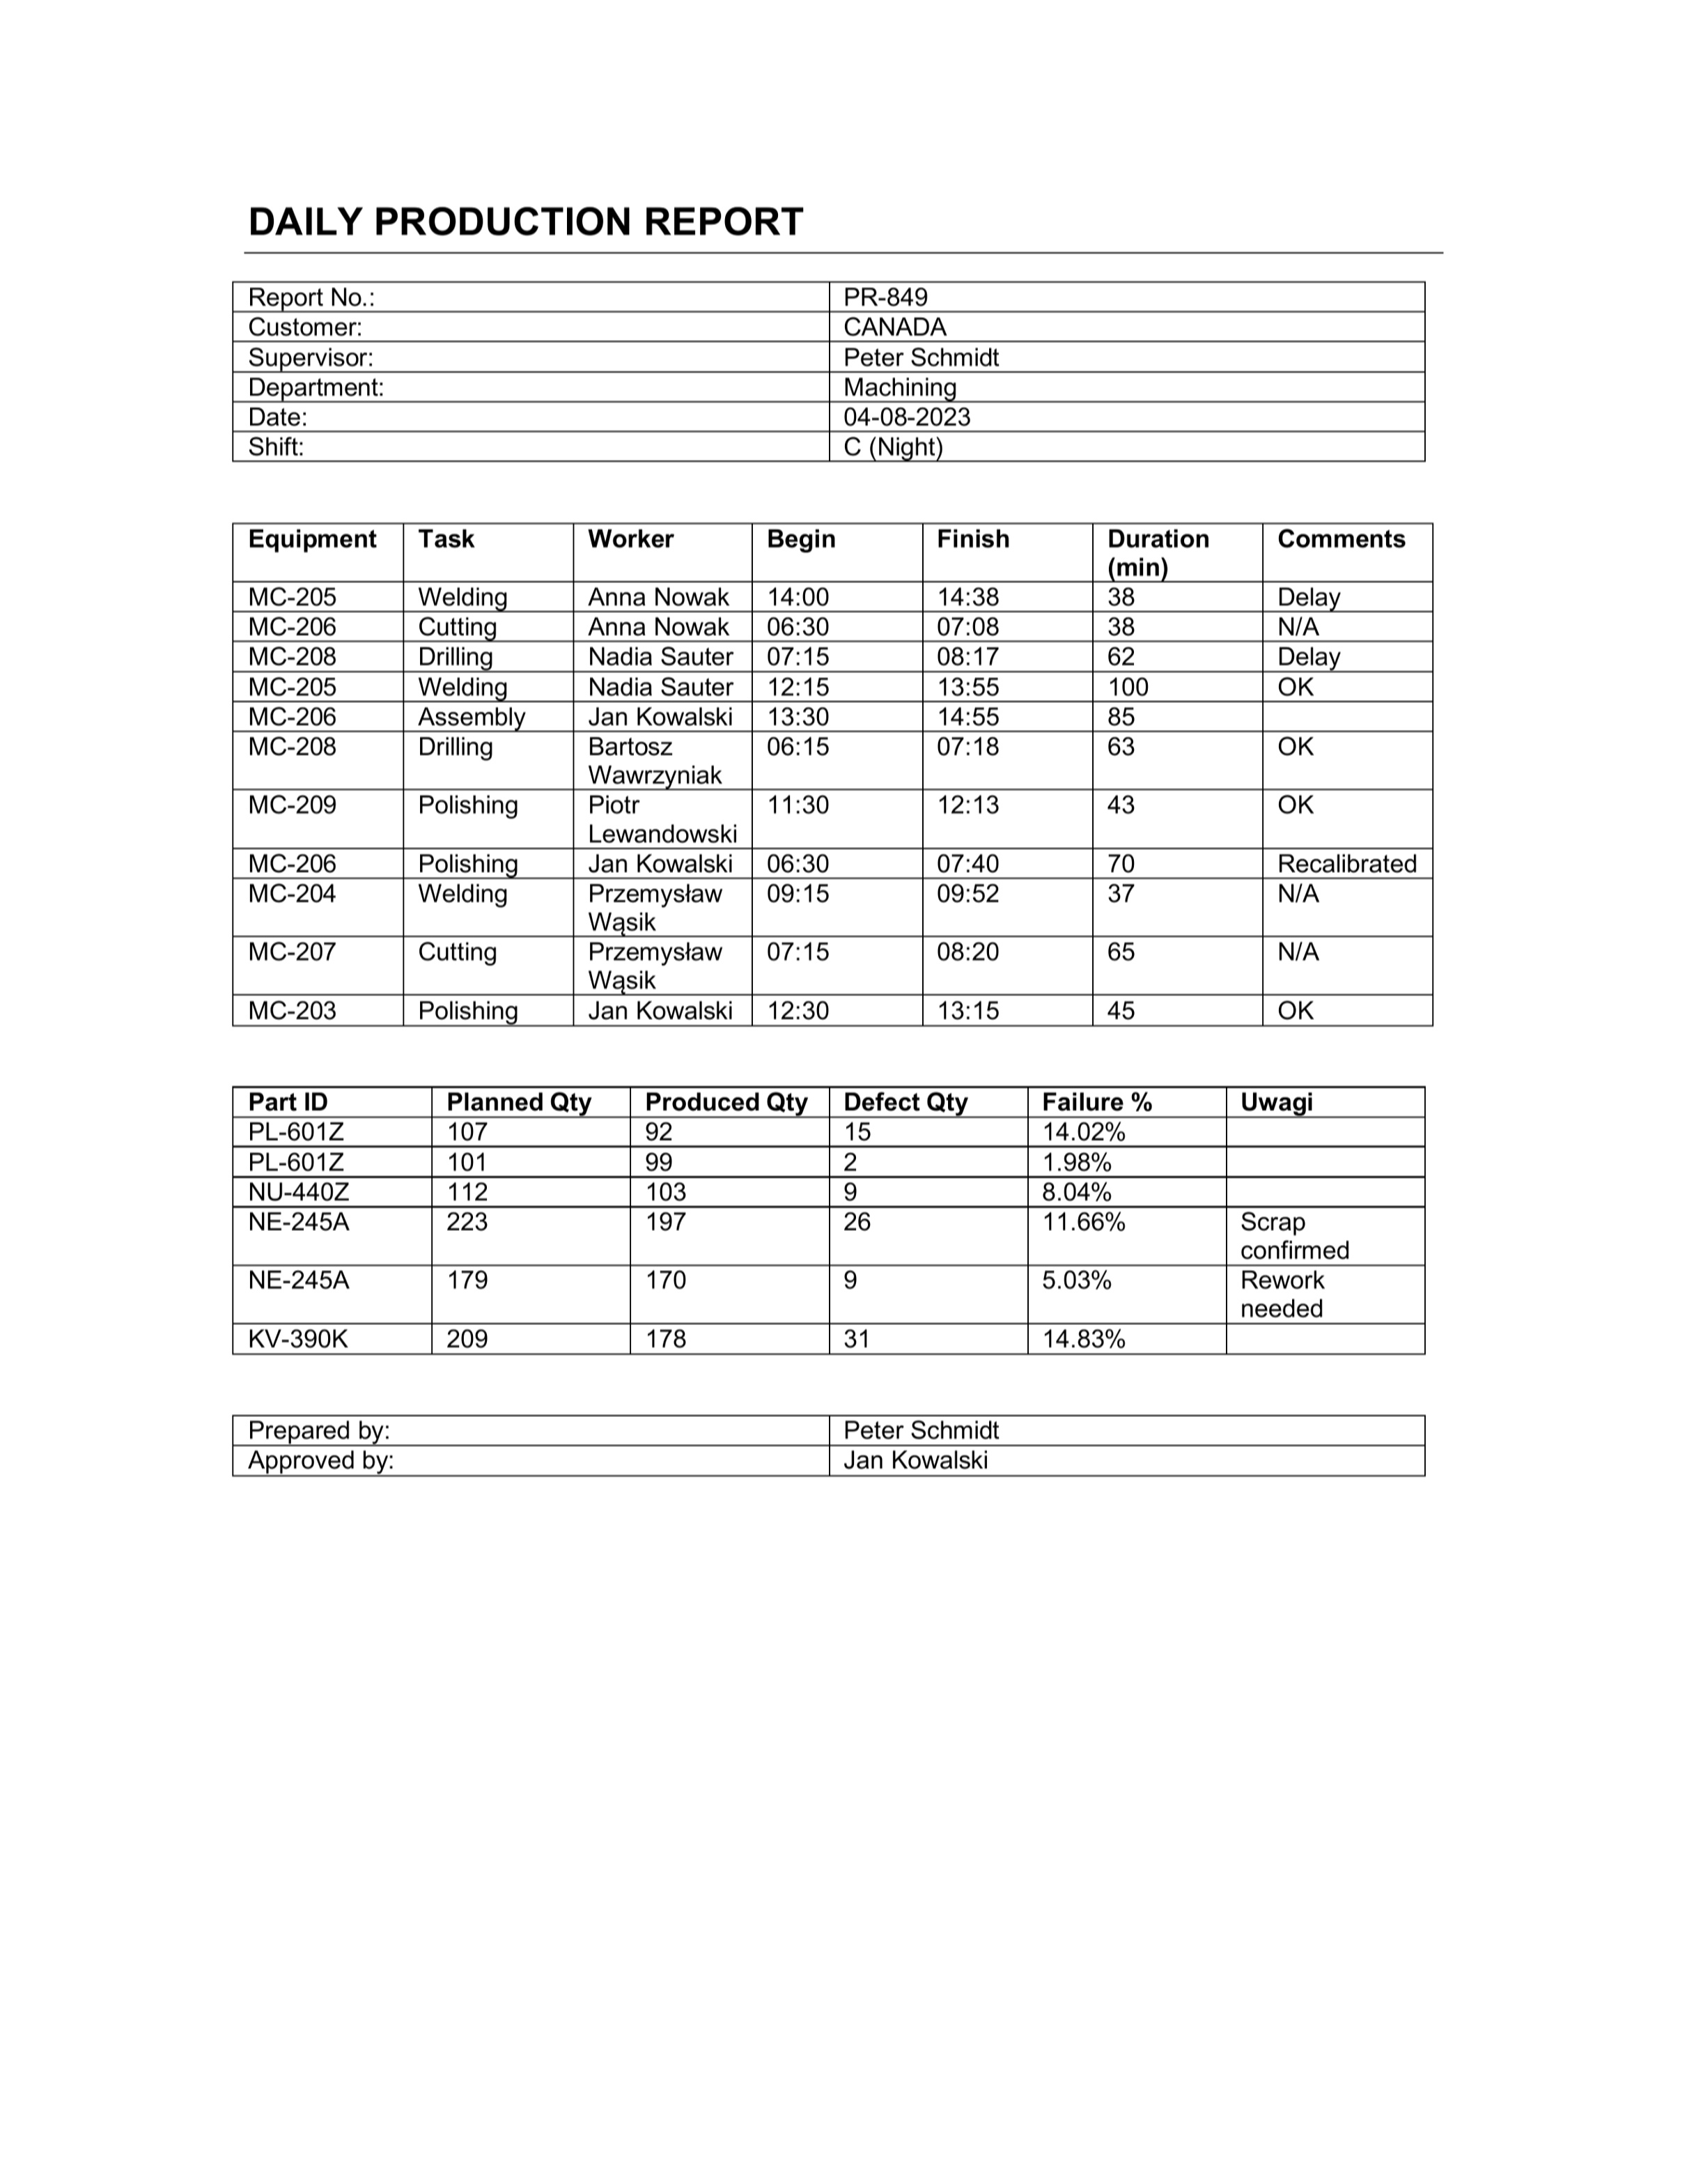 DAILY PRODUCTION REPORT
Report No.: PR-849
Customer: CANADA
Supervisor: Peter Schmidt
Department: Machining
Date: 04-08-2023
Shift: C (Night)
Equipment Task Worker Begin Finish Duration (min) Comments
MC-205 Welding Anna Nowak 14:00 14:38 38 Delay
MC-206 Cutting Anna Nowak 06:30 07:08 38 N/A
MC-208 Drilling Nadia Sauter 07:15 08:17 62 Delay
MC-205 Welding Nadia Sauter 12:15 13:55 100 OK
MC-206 Assembly Jan Kowalski 13:30 14:55 85
MC-208 Drilling Bartosz Wawrzyniak 06:15 07:18 63 OK
MC-209 Polishing Piotr Lewandowski 11:30 12:13 43 OK
MC-206 Polishing Jan Kowalski 06:30 07:40 70 Recalibrated
MC-204 Welding Przemysław Wąsik 09:15 09:52 37 N/A
MC-207 Cutting Przemysław Wąsik 07:15 08:20 65 N/A
MC-203 Polishing Jan Kowalski 12:30 13:15 45 OK
Part ID Planned Qty Produced Qty Defect Qty Failure % Uwagi
PL-601Z 107 92 15 14.02%
PL-601Z 101 99 2 1.98%
NU-440Z 112 103 9 8.04%
NE-245A 223 197 26 11.66% Scrap confirmed
NE-245A 179 170 9 5.03% Rework needed
KV-390K 209 178 31 14.83%
Prepared by: Peter Schmidt
Approved by: Jan Kowalski